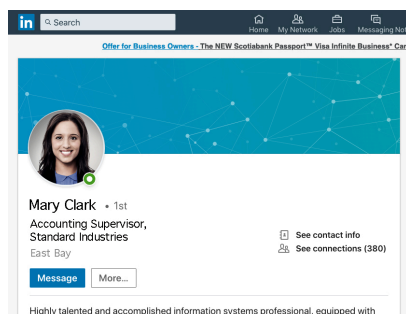 in
Search
Home My Network Jobs Messaging Not
Offer for Business Owners - The NEW Scotiabank Passport™ Visa Infinite Business* Car
Mary Clark • 1st
Accounting Supervisor,
Standard Industries
East Bay
See contact info
See connections (380)
Message More...
Highly talented and accomplished information systems professional, equipped with